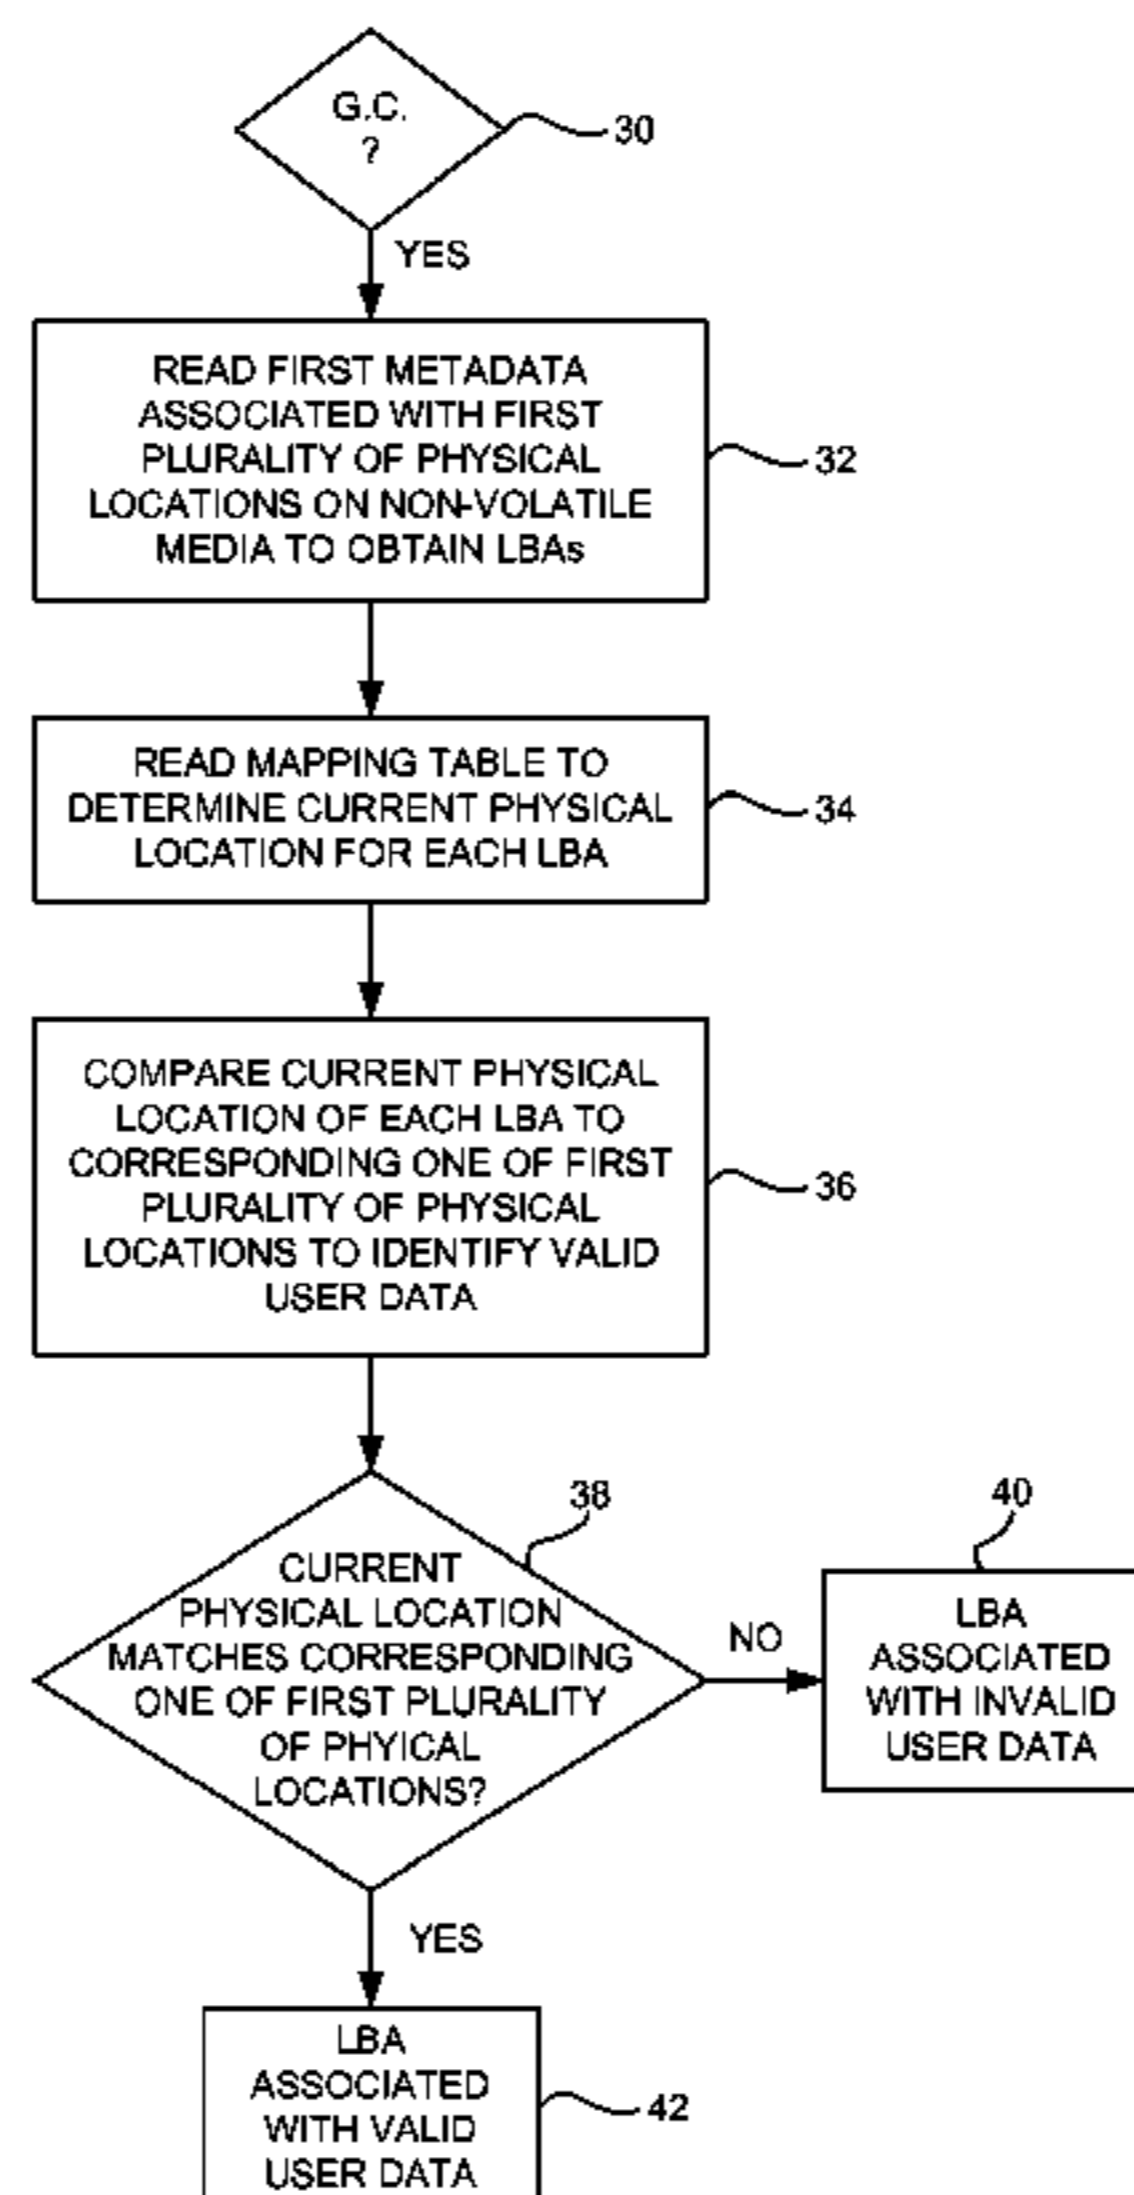 G.C.
?
30
YES
READ FIRST METADATA
ASSOCIATED WITH FIRST
PLURALITY OF PHYSICAL
LOCATIONS ON NON-VOLATILE
MEDIA TO OBTAIN LBAs
32
READ MAPPING TABLE TO
DETERMINE CURRENT PHYSICAL
LOCATION FOR EACH LBA
34
COMPARE CURRENT PHYSICAL
LOCATION OF EACH LBA TO
CORRESPONDING ONE OF FIRST
PLURALITY OF PHYSICAL
LOCATIONS TO IDENTIFY VALID
USER DATA
36
38
CURRENT
PHYSICAL LOCATION
MATCHES CORRESPONDING
ONE OF FIRST PLURALITY
OF PHYICAL
LOCATIONS?
NO
40
LBA
ASSOCIATED
WITH INVALID
USER DATA
YES
LBA
ASSOCIATED
WITH VALID
USER DATA
42